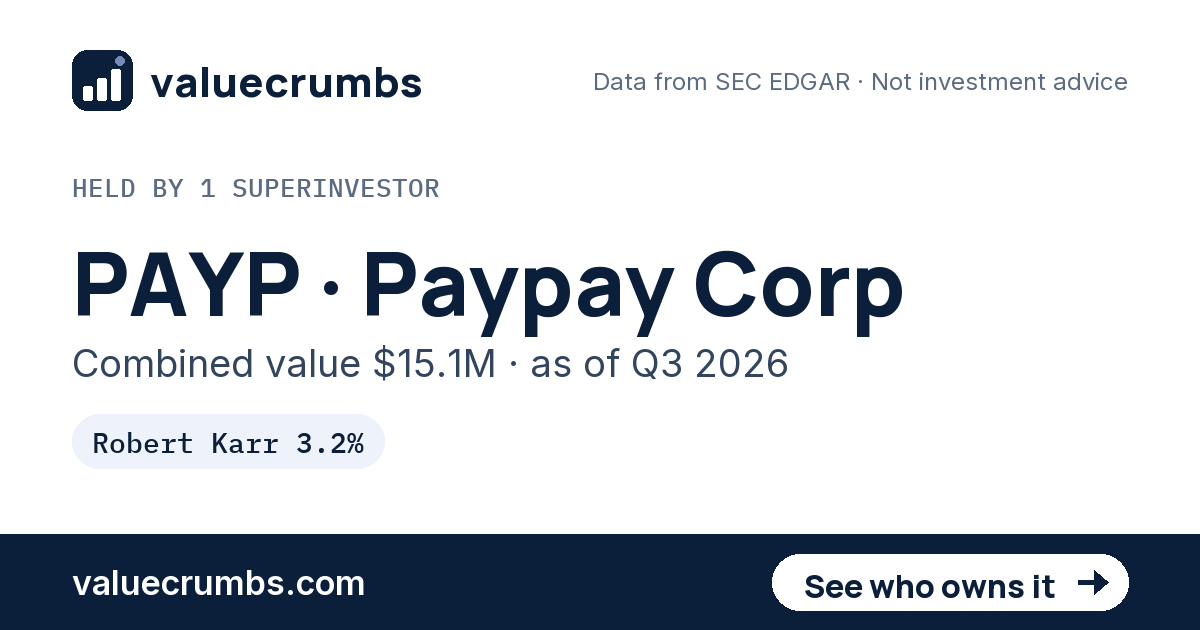 valuecrumbs
Data from SEC EDGAR · Not investment advice
HELD BY 1 SUPERINVESTOR
PAYP · Paypay Corp
Combined value $15.1M · as of Q3 2026
Robert Karr 3.2%
valuecrumbs.com
See who owns it →